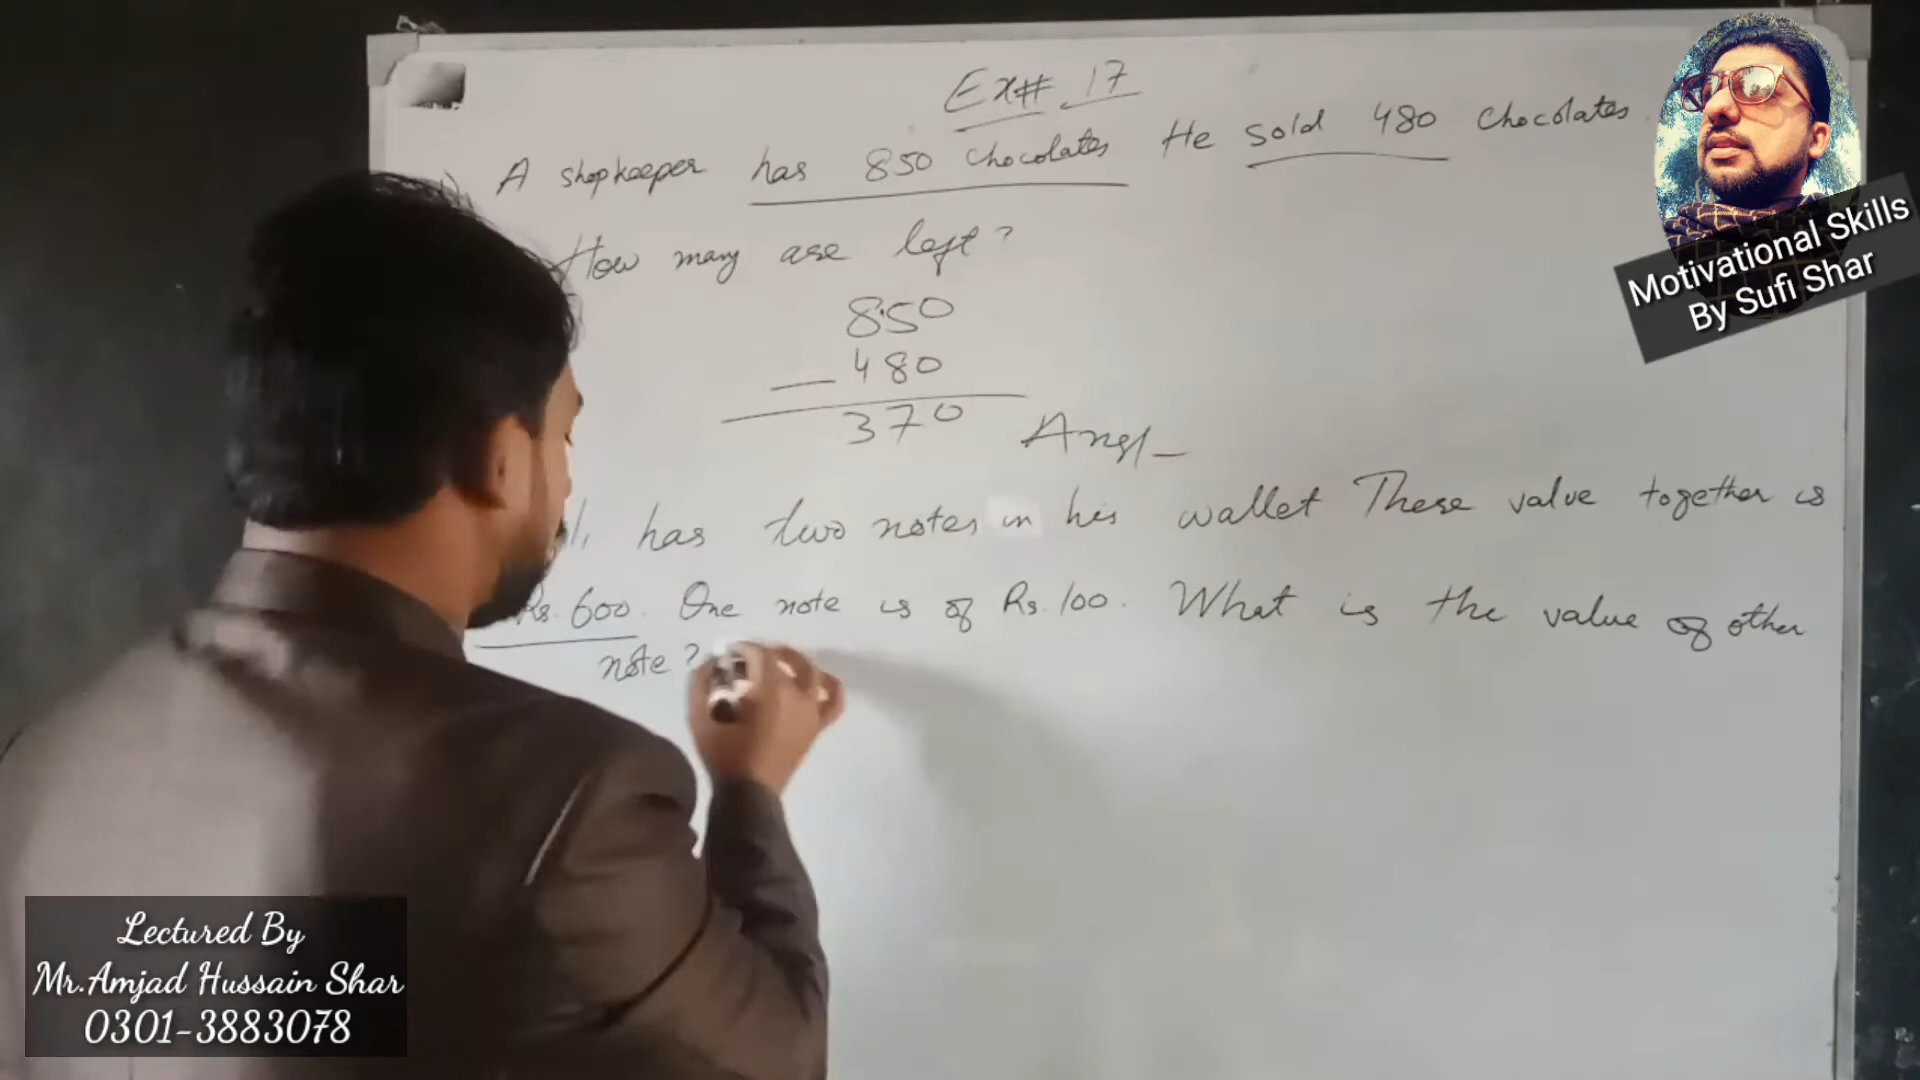 Ex# 17
A shopkeeper has 850 chocolates He sold 480 chocolates.
How many are left?
850
480
370 Ans/_
has two notes in his wallet These value together is
Rs. 600. One note is of Rs. 100. What is the value of other
note?
Motivational Skills
By Sufi Shar
Lectured By
Mr.Amjad Hussain Shar
0301-3883078